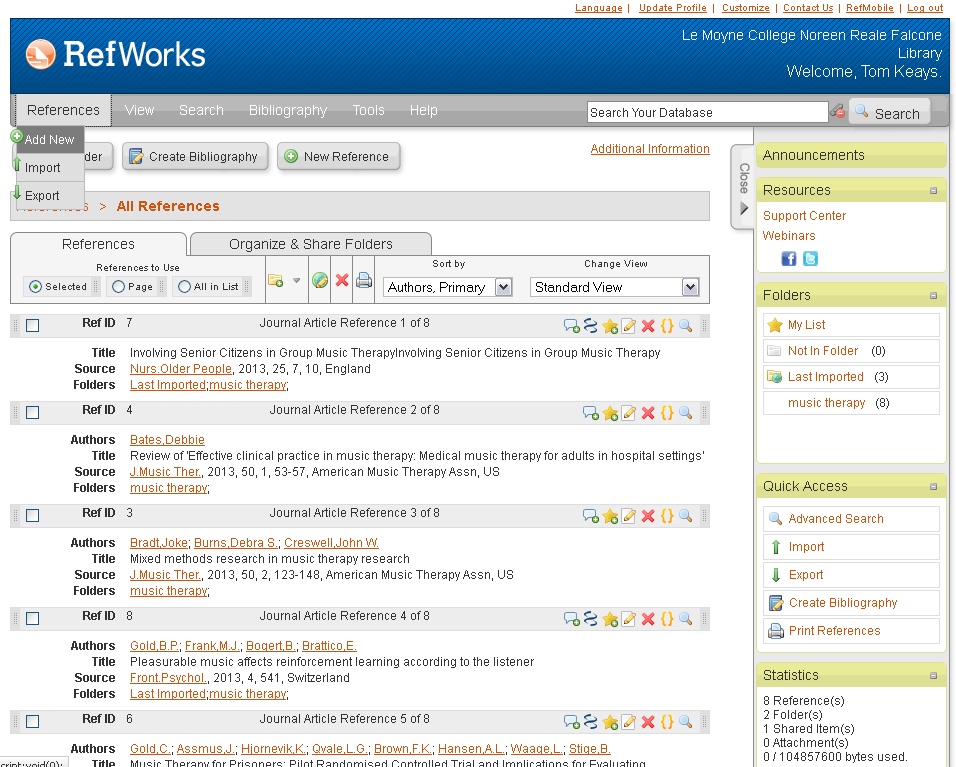 Language | Update Profile | Customize | Contact Us | RefMobile | Log out
RefWorks
Le Moyne College Noreen Reale Falcone
Library
Welcome, Tom Keays.
References View Search Bibliography Tools Help
Search Your Database
Search
Add New
Import
Export
der
Create Bibliography
New Reference
Additional Information
> All References
Close
References
Organize & Share Folders
References to Use
Selected Page All in List
Sort by
Authors, Primary
Change View
Standard View
Ref ID 7 Journal Article Reference 1 of 8
Title Involving Senior Citizens in Group Music TherapyInvolving Senior Citizens in Group Music Therapy
Source Nurs.Older People, 2013, 25, 7, 10, England
Folders Last Imported;music therapy;
Ref ID 4 Journal Article Reference 2 of 8
Authors Bates,Debbie
Title Review of 'Effective clinical practice in music therapy: Medical music therapy for adults in hospital settings'
Source J.Music Ther., 2013, 50, 1, 53-57, American Music Therapy Assn, US
Folders music therapy;
Ref ID 3 Journal Article Reference 3 of 8
Authors Bradt,Joke; Burns,Debra S.; Creswell,John W.
Title Mixed methods research in music therapy research
Source J.Music Ther., 2013, 50, 2, 123-148, American Music Therapy Assn, US
Folders music therapy;
Ref ID 8 Journal Article Reference 4 of 8
Authors Gold,B.P.; Frank,M.J.; Bogert,B.; Brattico,E.
Title Pleasurable music affects reinforcement learning according to the listener
Source Front.Psychol., 2013, 4, 541, Switzerland
Folders Last Imported;music therapy;
Ref ID 6 Journal Article Reference 5 of 8
Authors Gold,C.; Assmus,J.; Hjornevik,K.; Qvale,L.G.; Brown,F.K.; Hansen,A.L.; Waage,L.; Stige,B.
Title Music Therapy for Prisoners: Pilot Randomised Controlled Trial and Implications for Evaluating
script:void(0);
Announcements
Resources
Support Center
Webinars
Folders
My List
Not In Folder (0)
Last Imported (3)
music therapy (8)
Quick Access
Advanced Search
Import
Export
Create Bibliography
Print References
Statistics
8 Reference(s)
2 Folder(s)
1 Shared Item(s)
0 Attachment(s)
0 / 104857600 bytes used.